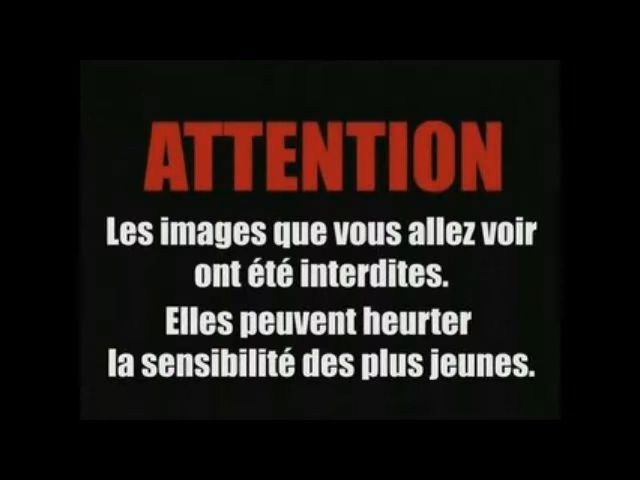 ATTENTION
Les images que vous allez voir
ont été interdites.
Elles peuvent heurter
la sensibilité des plus jeunes.